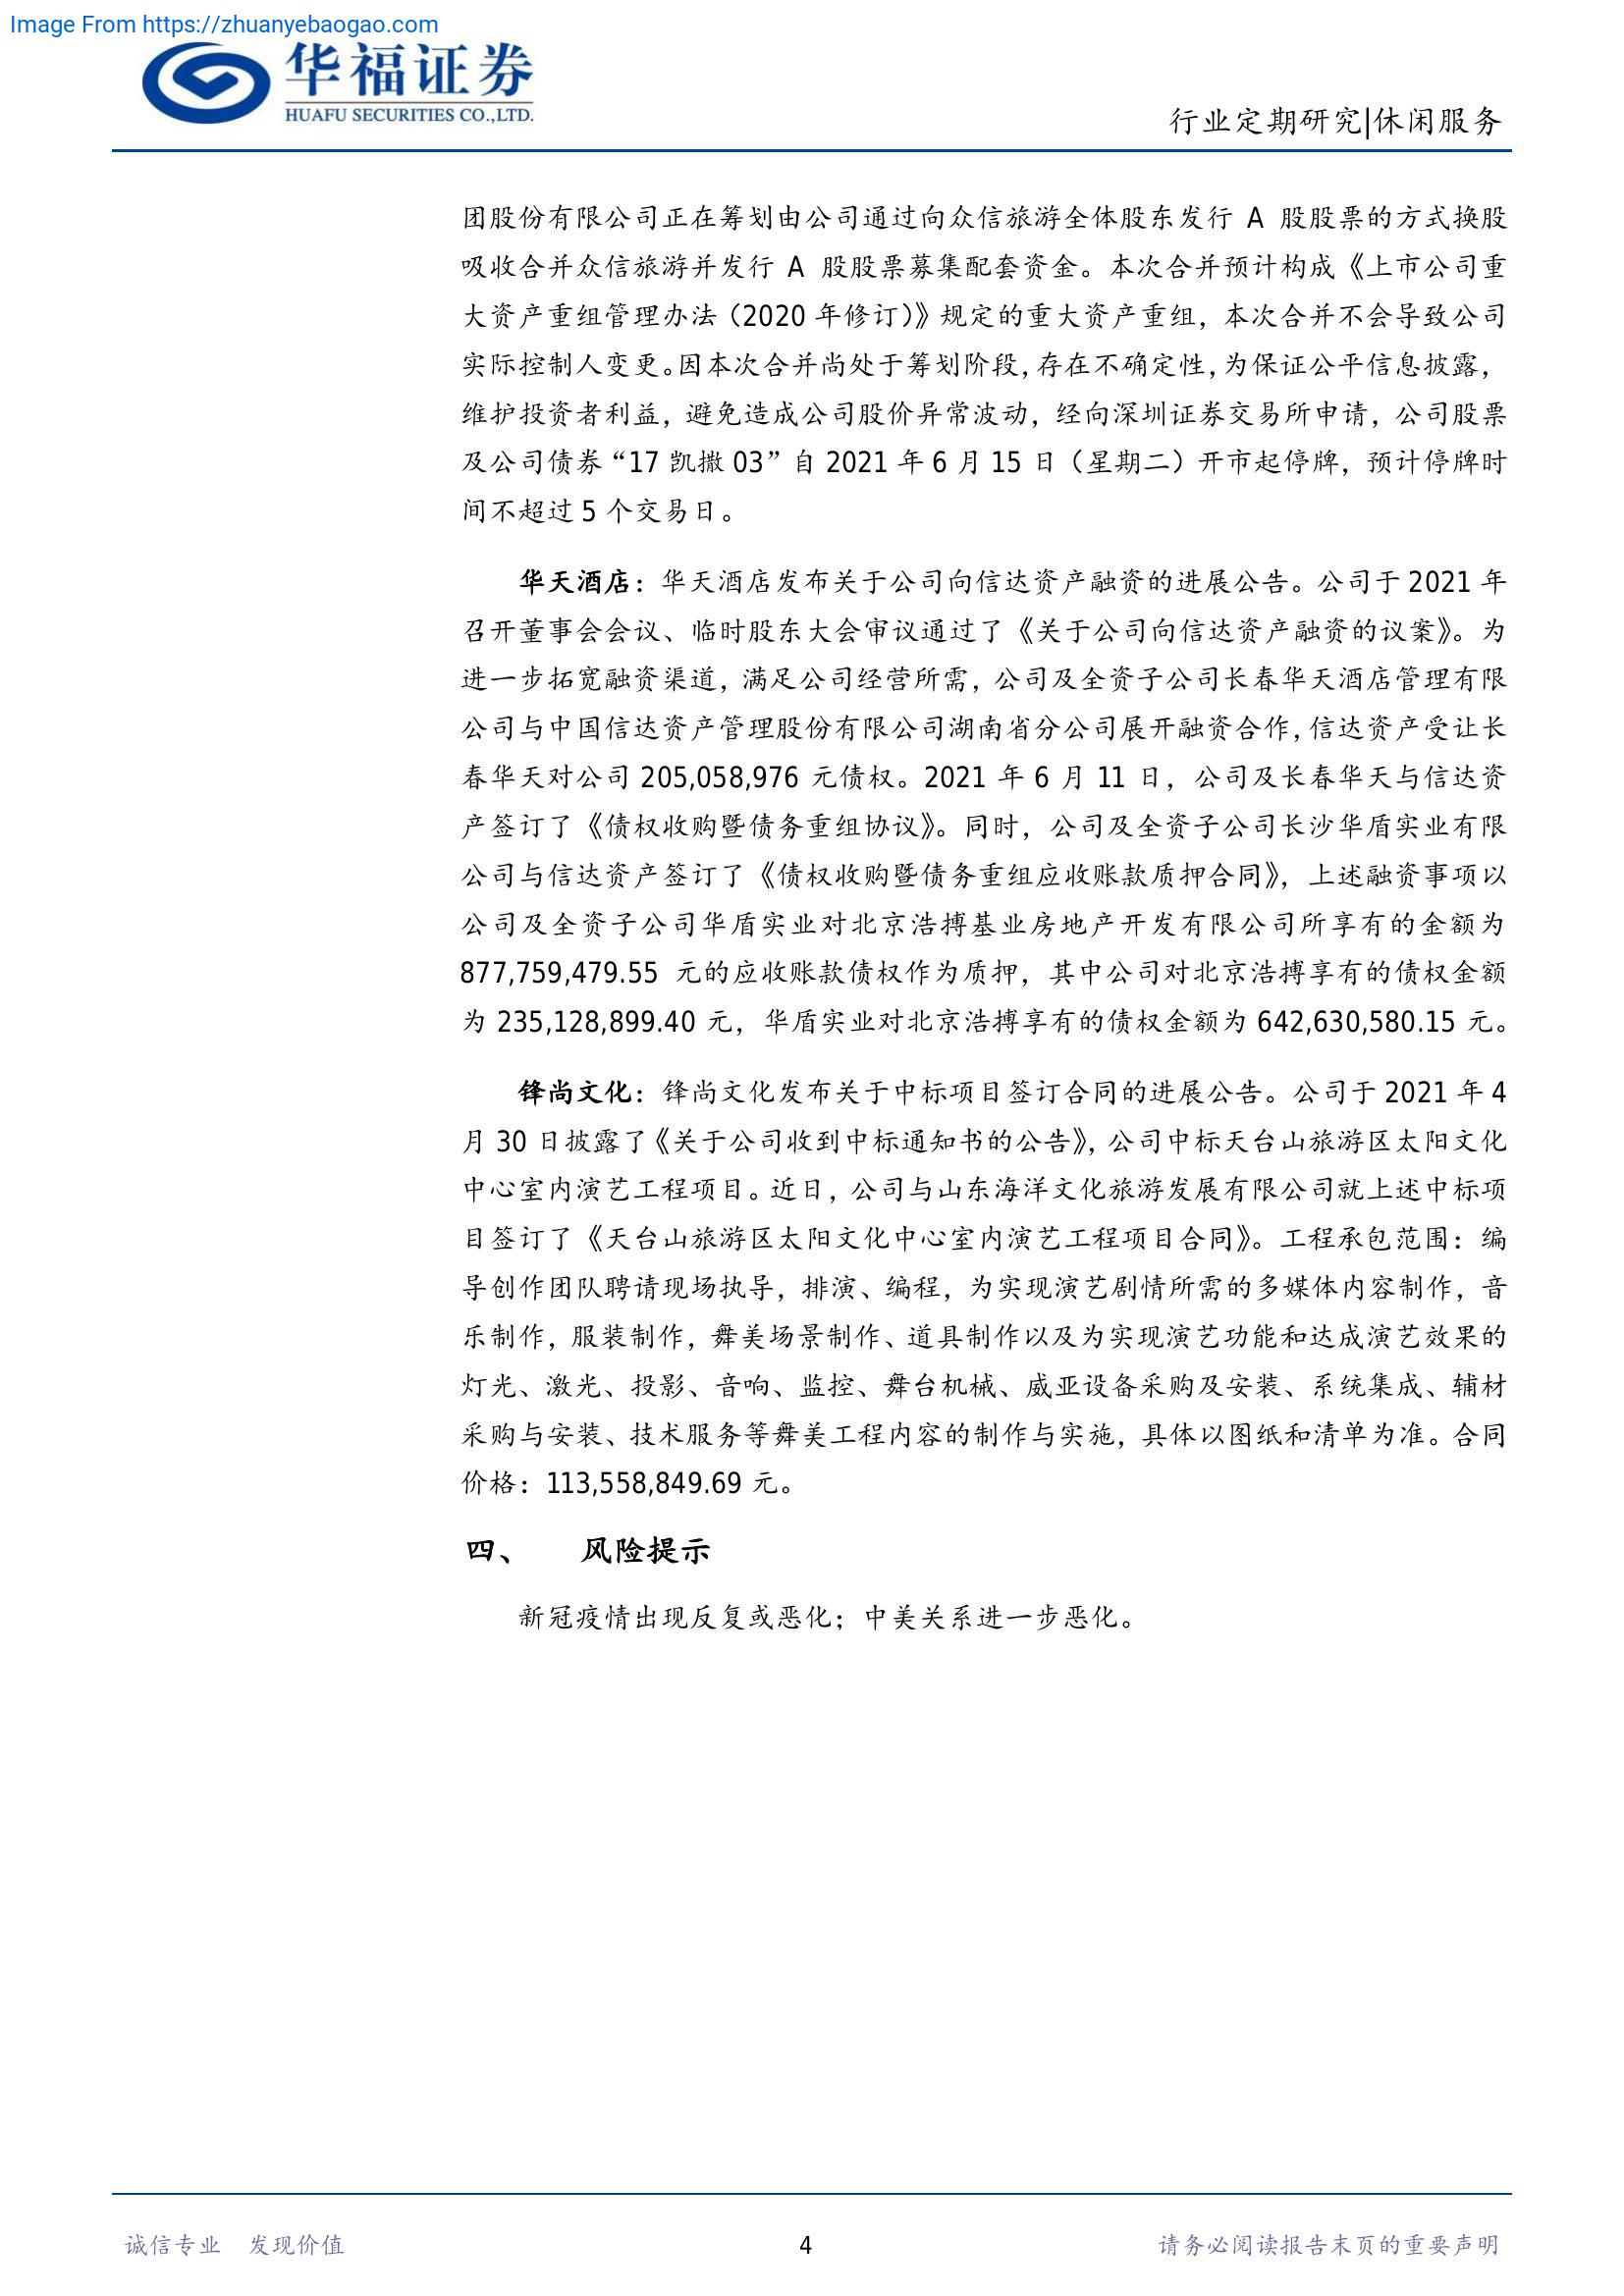 Image From https://zhuanyebaogao.com
华福证券
HUAFU SECURITIES CO.,LTD.
行业定期研究|休闲服务
团股份有限公司正在筹划由公司通过向众信旅游全体股东发行 A 股股票的方式换股
吸收合并众信旅游并发行 A 股股票募集配套资金。本次合并预计构成《上市公司重
大资产重组管理办法（2020 年修订）》规定的重大资产重组，本次合并不会导致公司
实际控制人变更。因本次合并尚处于筹划阶段，存在不确定性，为保证公平信息披露，
维护投资者利益，避免造成公司股价异常波动，经向深圳证券交易所申请，公司股票
及公司债券“17 凯撒 03”自 2021 年 6 月 15 日（星期二）开市起停牌，预计停牌时
间不超过 5 个交易日。
华天酒店：华天酒店发布关于公司向信达资产融资的进展公告。公司于 2021 年
召开董事会会议、临时股东大会审议通过了《关于公司向信达资产融资的议案》。为
进一步拓宽融资渠道，满足公司经营所需，公司及全资子公司长春华天酒店管理有限
公司与中国信达资产管理股份有限公司湖南省分公司展开融资合作，信达资产受让长
春华天对公司 205,058,976 元债权。2021 年 6 月 11 日，公司及长春华天与信达资
产签订了《债权收购暨债务重组协议》。同时，公司及全资子公司长沙华盾实业有限
公司与信达资产签订了《债权收购暨债务重组应收账款质押合同》，上述融资事项以
公司及全资子公司华盾实业对北京浩搏基业房地产开发有限公司所享有的金额为
877,759,479.55 元的应收账款债权作为质押，其中公司对北京浩搏享有的债权金额
为 235,128,899.40 元，华盾实业对北京浩搏享有的债权金额为 642,630,580.15 元。
锋尚文化：锋尚文化发布关于中标项目签订合同的进展公告。公司于 2021 年 4
月 30 日披露了《关于公司收到中标通知书的公告》，公司中标天台山旅游区太阳文化
中心室内演艺工程项目。近日，公司与山东海洋文化旅游发展有限公司就上述中标项
目签订了《天台山旅游区太阳文化中心室内演艺工程项目合同》。工程承包范围：编
导创作团队聘请现场执导，排演、编程，为实现演艺剧情所需的多媒体内容制作，音
乐制作，服装制作，舞美场景制作、道具制作以及为实现演艺功能和达成演艺效果的
灯光、激光、投影、音响、监控、舞台机械、威亚设备采购及安装、系统集成、辅材
采购与安装、技术服务等舞美工程内容的制作与实施，具体以图纸和清单为准。合同
价格：113,558,849.69 元。
四、 风险提示
新冠疫情出现反复或恶化；中美关系进一步恶化。
诚信专业 发现价值
4
请务必阅读报告末页的重要声明